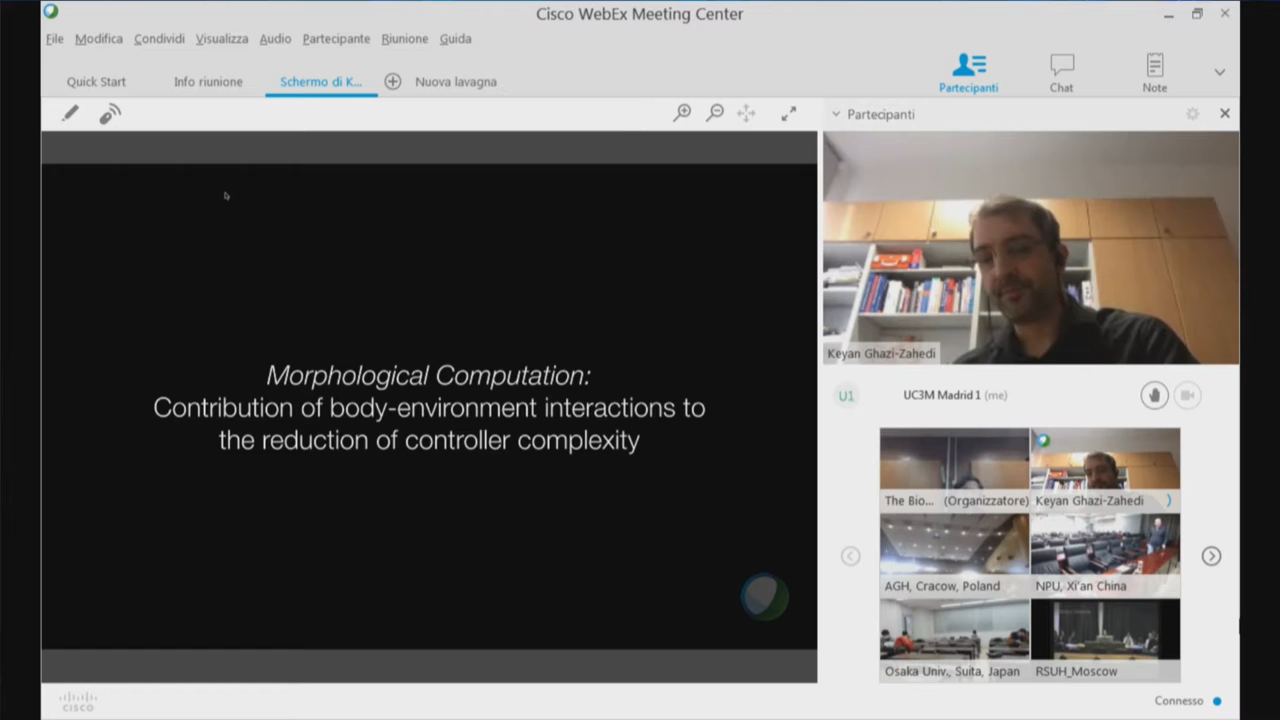 Cisco WebEx Meeting Center
File Modifica Condividi Visualizza Audio Partecipante Riunione Guida
Quick Start Info riunione Schermo di K... Nuova lavagna
Partecipanti Chat Note
Partecipanti
Morphological Computation:
Contribution of body-environment interactions to
the reduction of controller complexity
Keyan Ghazi-Zahedi
U1 UC3M Madrid 1 (me)
The Bio... (Organizzatore) Keyan Ghazi-Zahedi
AGH, Cracow, Poland NPU, Xi'an China
Osaka Univ., Suita, Japan RSUH_Moscow
CISCO
Connesso